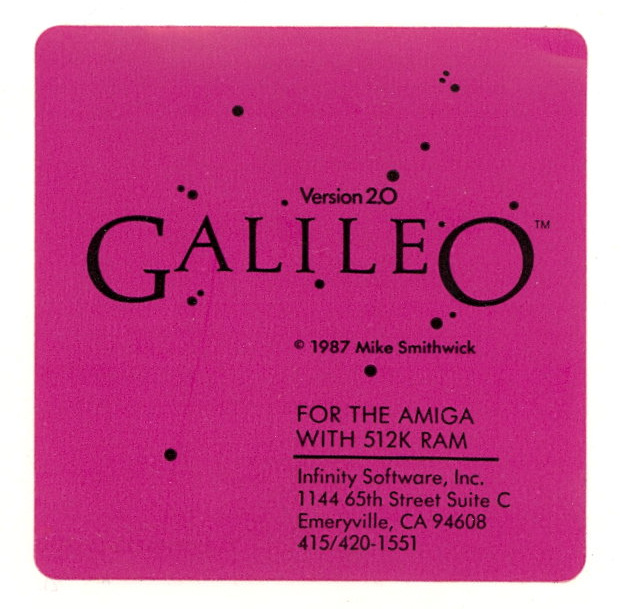 Version 2.0
GALILEO™
© 1987 Mike Smithwick
FOR THE AMIGA
WITH 512K RAM
Infinity Software, Inc.
1144 65th Street Suite C
Emeryville, CA 94608
415/420-1551